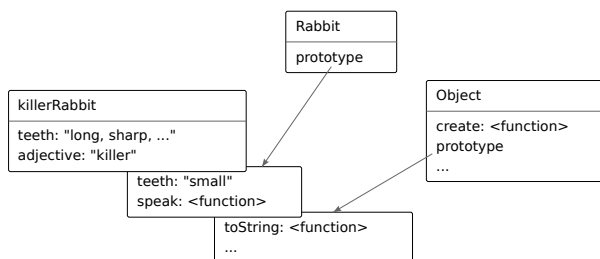 Rabbit
prototype
killerRabbit
teeth: "long, sharp, ..."
adjective: "killer"
Object
create: <function>
prototype
...
teeth: "small"
speak: <function>
toString: <function>
...